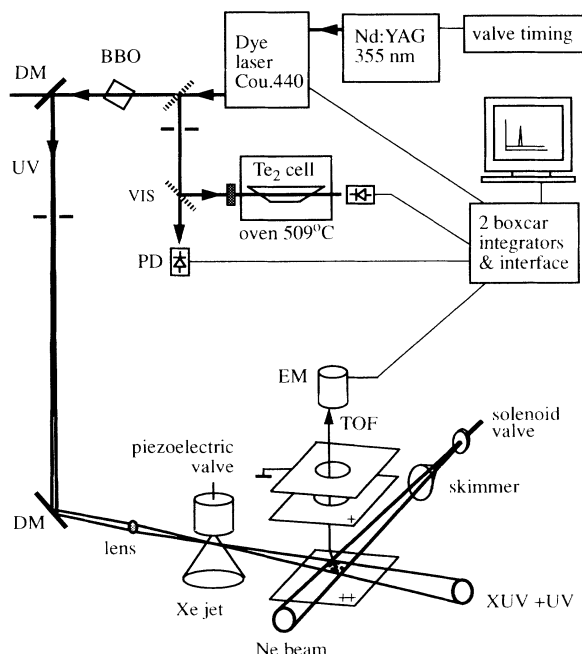 DM
BBO
Dye
laser
Cou.440
Nd:YAG
355 nm
valve timing
UV
VIS
Te₂ cell
oven 509°C
PD
2 boxcar
integrators
& interface
EM
TOF
solenoid
valve
skimmer
piezoelectric
valve
+
DM
lens
Xe jet
++
XUV +UV
Ne beam